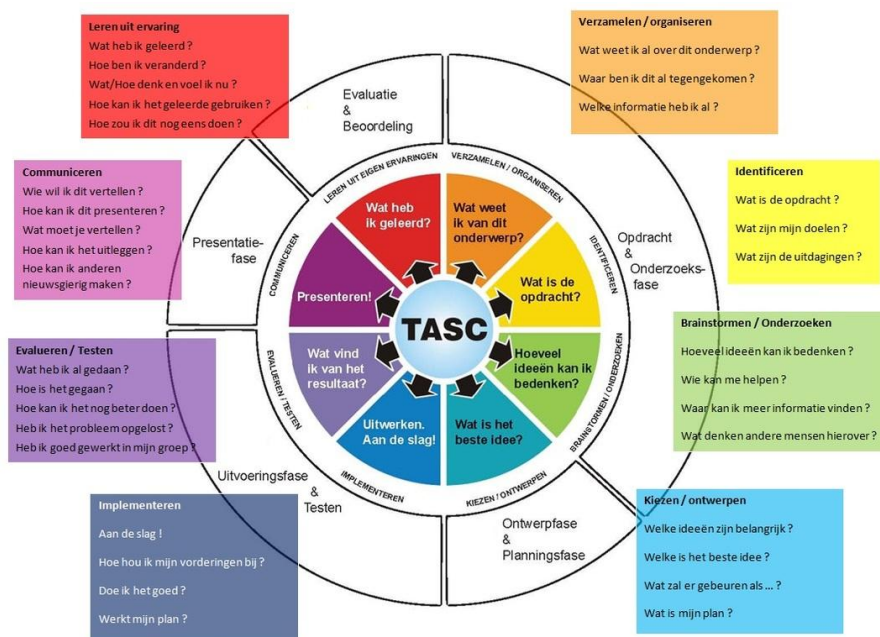 Leren uit ervaring
Wat heb ik geleerd ?
Hoe ben ik veranderd ?
Wat/Hoe denk en voel ik nu ?
Hoe kan ik het geleerde gebruiken ?
Hoe zou ik dit nog eens doen ?
Verzamelen / organiseren
Wat weet ik al over dit onderwerp ?
Waar ben ik dit al tegengekomen ?
Welke informatie heb ik al ?
Communiceren
Wie wil ik dit vertellen ?
Hoe kan ik dit presenteren ?
Wat moet je vertellen ?
Hoe kan ik het uitleggen ?
Hoe kan ik anderen
nieuwsgierig maken ?
Identificeren
Wat is de opdracht ?
Wat zijn mijn doelen ?
Wat zijn de uitdagingen ?
Evalueren / Testen
Wat heb ik al gedaan ?
Hoe is het gegaan ?
Hoe kan ik het nog beter doen ?
Heb ik het probleem opgelost ?
Heb ik goed gewerkt in mijn groep ?
Brainstormen / Onderzoeken
Hoeveel ideeën kan ik bedenken ?
Wie kan me helpen ?
Waar kan ik meer informatie vinden ?
Wat denken andere mensen hierover ?
Implementeren
Aan de slag !
Hoe hou ik mijn vorderingen bij ?
Doe ik het goed ?
Werkt mijn plan ?
Kiezen / ontwerpen
Welke ideeën zijn belangrijk ?
Welke is het beste idee ?
Wat zal er gebeuren als ... ?
Wat is mijn plan ?
Evaluatie
&
Beoordeling
Opdracht
&
Onderzoeks-
fase
Presentatie-
fase
Uitvoeringsfase
&
Testen
Ontwerpfase
&
Planningsfase
LEREN UIT EIGEN ERVARINGEN
VERZAMELEN / ORGANISEREN
IDENTIFICEREN
BRAINSTORMEN / ONDERZOEKEN
KIEZEN / ONTWERPEN
IMPLEMENTEREN
EVALUEREN / TESTEN
COMMUNICEREN
Wat heb
ik geleerd?
Wat weet
ik van dit
onderwerp?
Wat is de
opdracht?
Hoeveel
ideeën kan ik
bedenken?
Wat is het
beste idee?
Uitwerken.
Aan de slag!
Wat vind
ik van het
resultaat?
Presenteren!
TASC